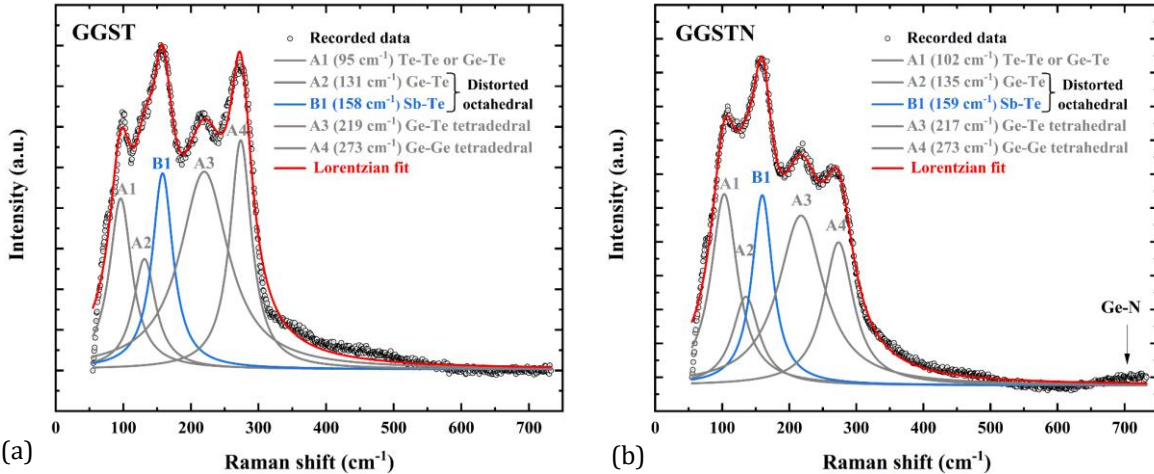 GGST
Recorded data
A1 (95 cm⁻¹) Te-Te or Ge-Te
A2 (131 cm⁻¹) Ge-Te
B1 (158 cm⁻¹) Sb-Te
Distorted
octahedral
A3 (219 cm⁻¹) Ge-Te tetradedral
A4 (273 cm⁻¹) Ge-Ge tetradedral
Lorentzian fit
A1
A2
B1
A3
A4
Intensity (a.u.)
0 100 200 300 400 500 600 700
Raman shift (cm⁻¹)
(a)
GGSTN
Recorded data
A1 (102 cm⁻¹) Te-Te or Ge-Te
A2 (135 cm⁻¹) Ge-Te
B1 (159 cm⁻¹) Sb-Te
Distorted
octahedral
A3 (217 cm⁻¹) Ge-Te tetrahedral
A4 (273 cm⁻¹) Ge-Ge tetrahedral
Lorentzian fit
A1
A2
B1
A3
A4
Ge-N
Intensity (a.u.)
0 100 200 300 400 500 600 700
Raman shift (cm⁻¹)
(b)